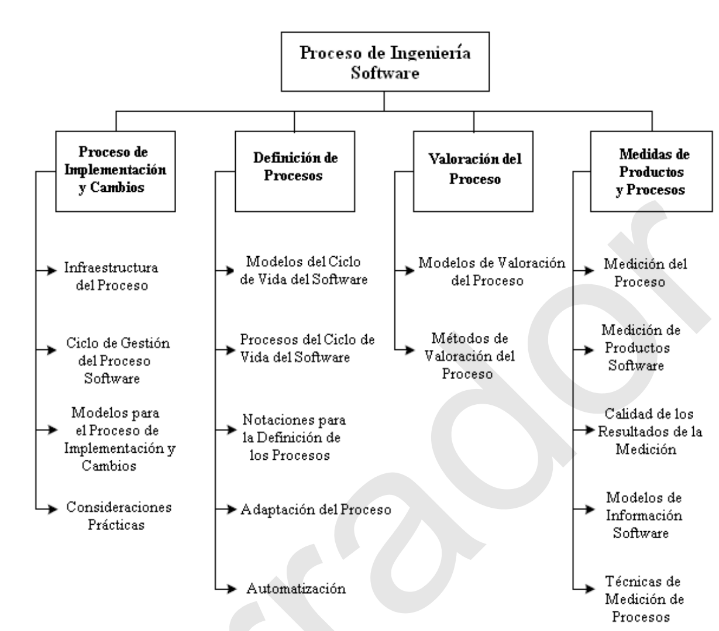 Proceso de Ingeniería
Software
Proceso de
Implementación
y Cambios
Infraestructura
del Proceso
Ciclo de Gestión
del Proceso
Software
Modelos para
el Proceso de
Implementación y
Cambios
Consideraciones
Prácticas
Definición de
Procesos
Modelos del Ciclo
de Vida del Software
Procesos del Ciclo de
Vida del Software
Notaciones para
la Definición de
los Procesos
Adaptación del Proceso
Automatización
Valoración del
Proceso
Modelos de Valoración
del Proceso
Métodos de
Valoración del
Proceso
Medidas de
Productos
y Procesos
Medición del
Proceso
Medición de
Productos
Software
Calidad de los
Resultados de la
Medición
Modelos de
Información
Software
Técnicas de
Medición de
Procesos
rrador